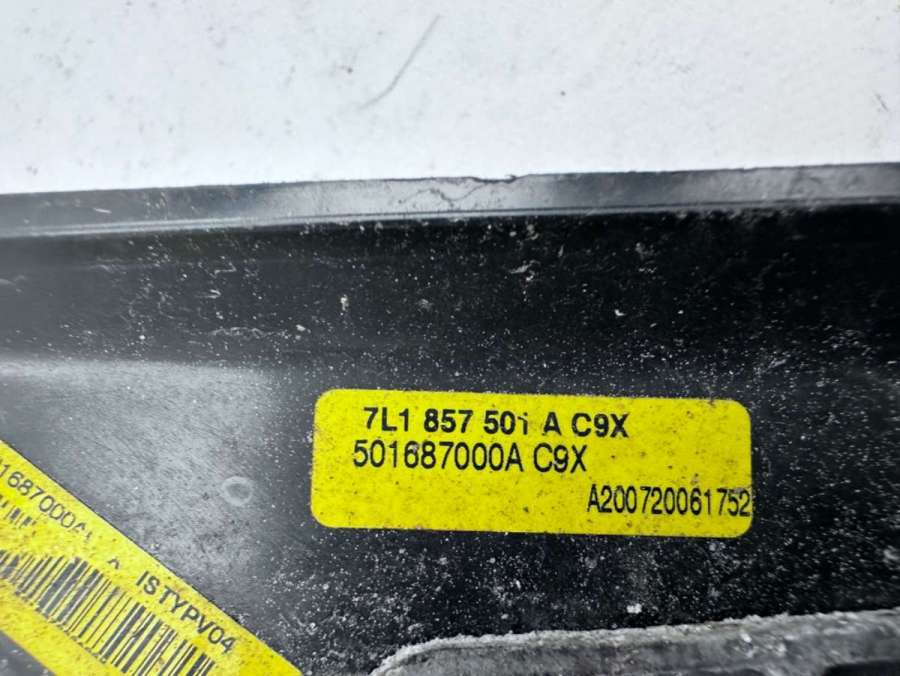 7L1 857 501 A C9X
501687000A C9X
A200720061752
ISTYPV04